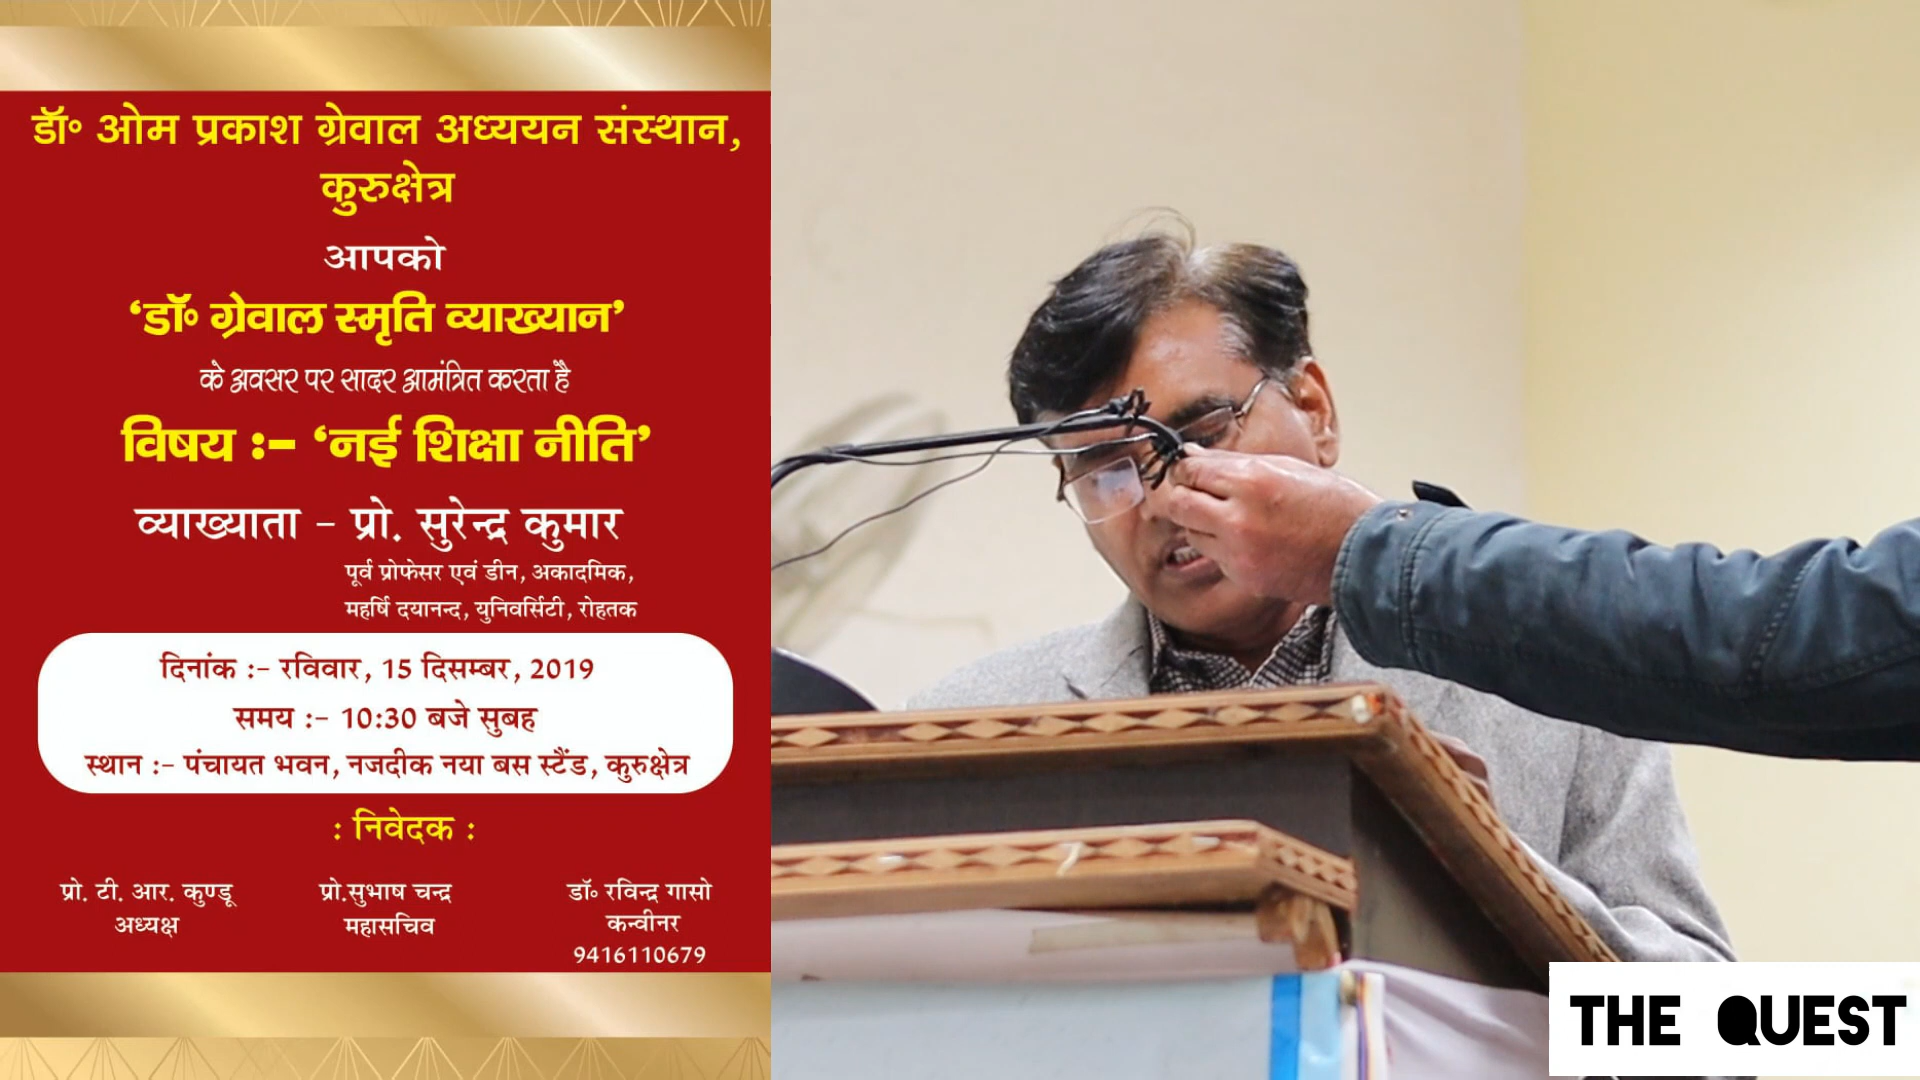 डॉ॰ ओम प्रकाश ग्रेवाल अध्ययन संस्थान,
कुरुक्षेत्र
आपको
‘डॉ॰ ग्रेवाल स्मृति व्याख्यान’
के अवसर पर सादर आमंत्रित करता है
विषय :- ‘नई शिक्षा नीति’
व्याख्याता - प्रो. सुरेन्द्र कुमार
पूर्व प्रोफेसर एवं डीन, अकादमिक,
महर्षि दयानन्द, युनिवर्सिटी, रोहतक
दिनांक :- रविवार, 15 दिसम्बर, 2019
समय :- 10:30 बजे सुबह
स्थान :- पंचायत भवन, नजदीक नया बस स्टैंड, कुरुक्षेत्र
: निवेदक :
प्रो. टी. आर. कुण्डू
अध्यक्ष
प्रो.सुभाष चन्द्र
महासचिव
डॉ॰ रविन्द्र गासो
कन्वीनर
9416110679
THE QUEST